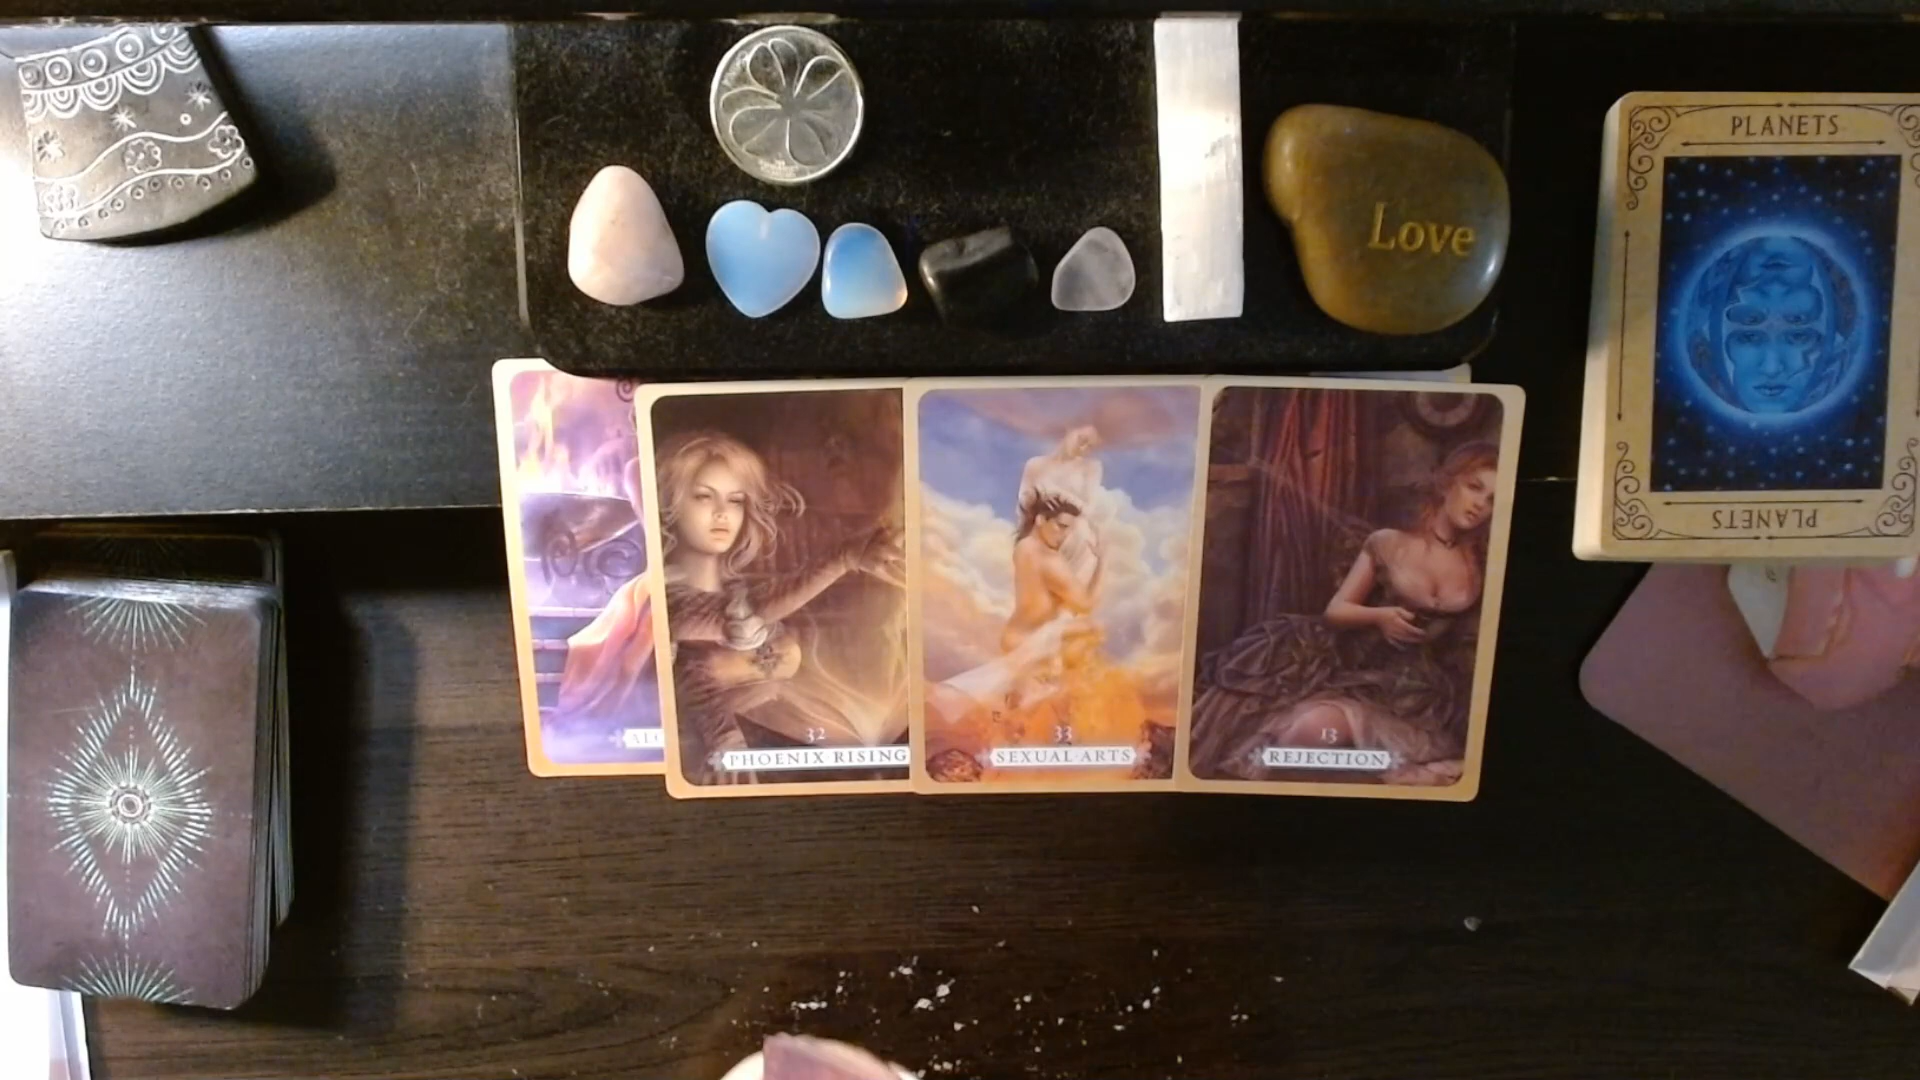 PLANETS
Love
PLANETS
32
PHOENIX RISING
33
SEXUAL ARTS
13
REJECTION